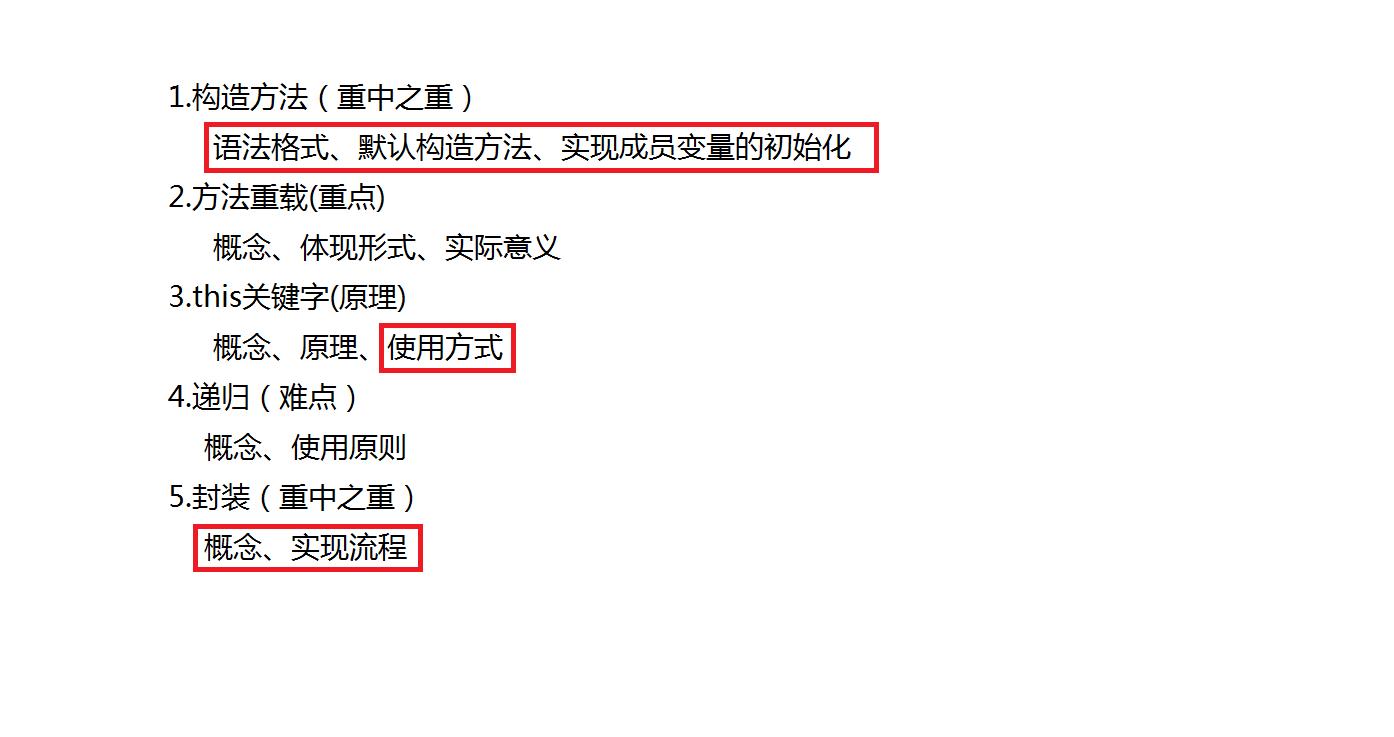 1.构造方法（重中之重）
语法格式、默认构造方法、实现成员变量的初始化
2.方法重载(重点)
概念、体现形式、实际意义
3.this关键字(原理)
概念、原理、使用方式
4.递归（难点）
概念、使用原则
5.封装（重中之重）
概念、实现流程